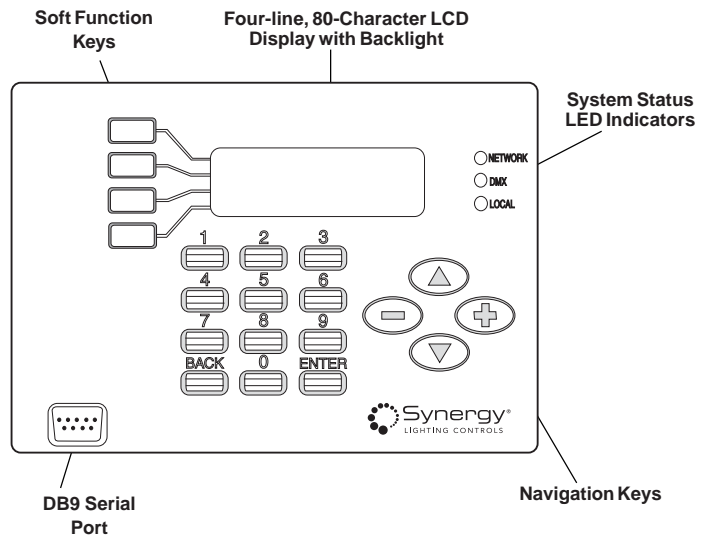 Soft Function
Keys
Four-line, 80-Character LCD
Display with Backlight
System Status
LED Indicators
NETWORK
DMX
LOCAL
1 2 3
4 5 6
7 8 9
BACK 0 ENTER
Synergy®
LIGHTING CONTROLS
DB9 Serial
Port
Navigation Keys